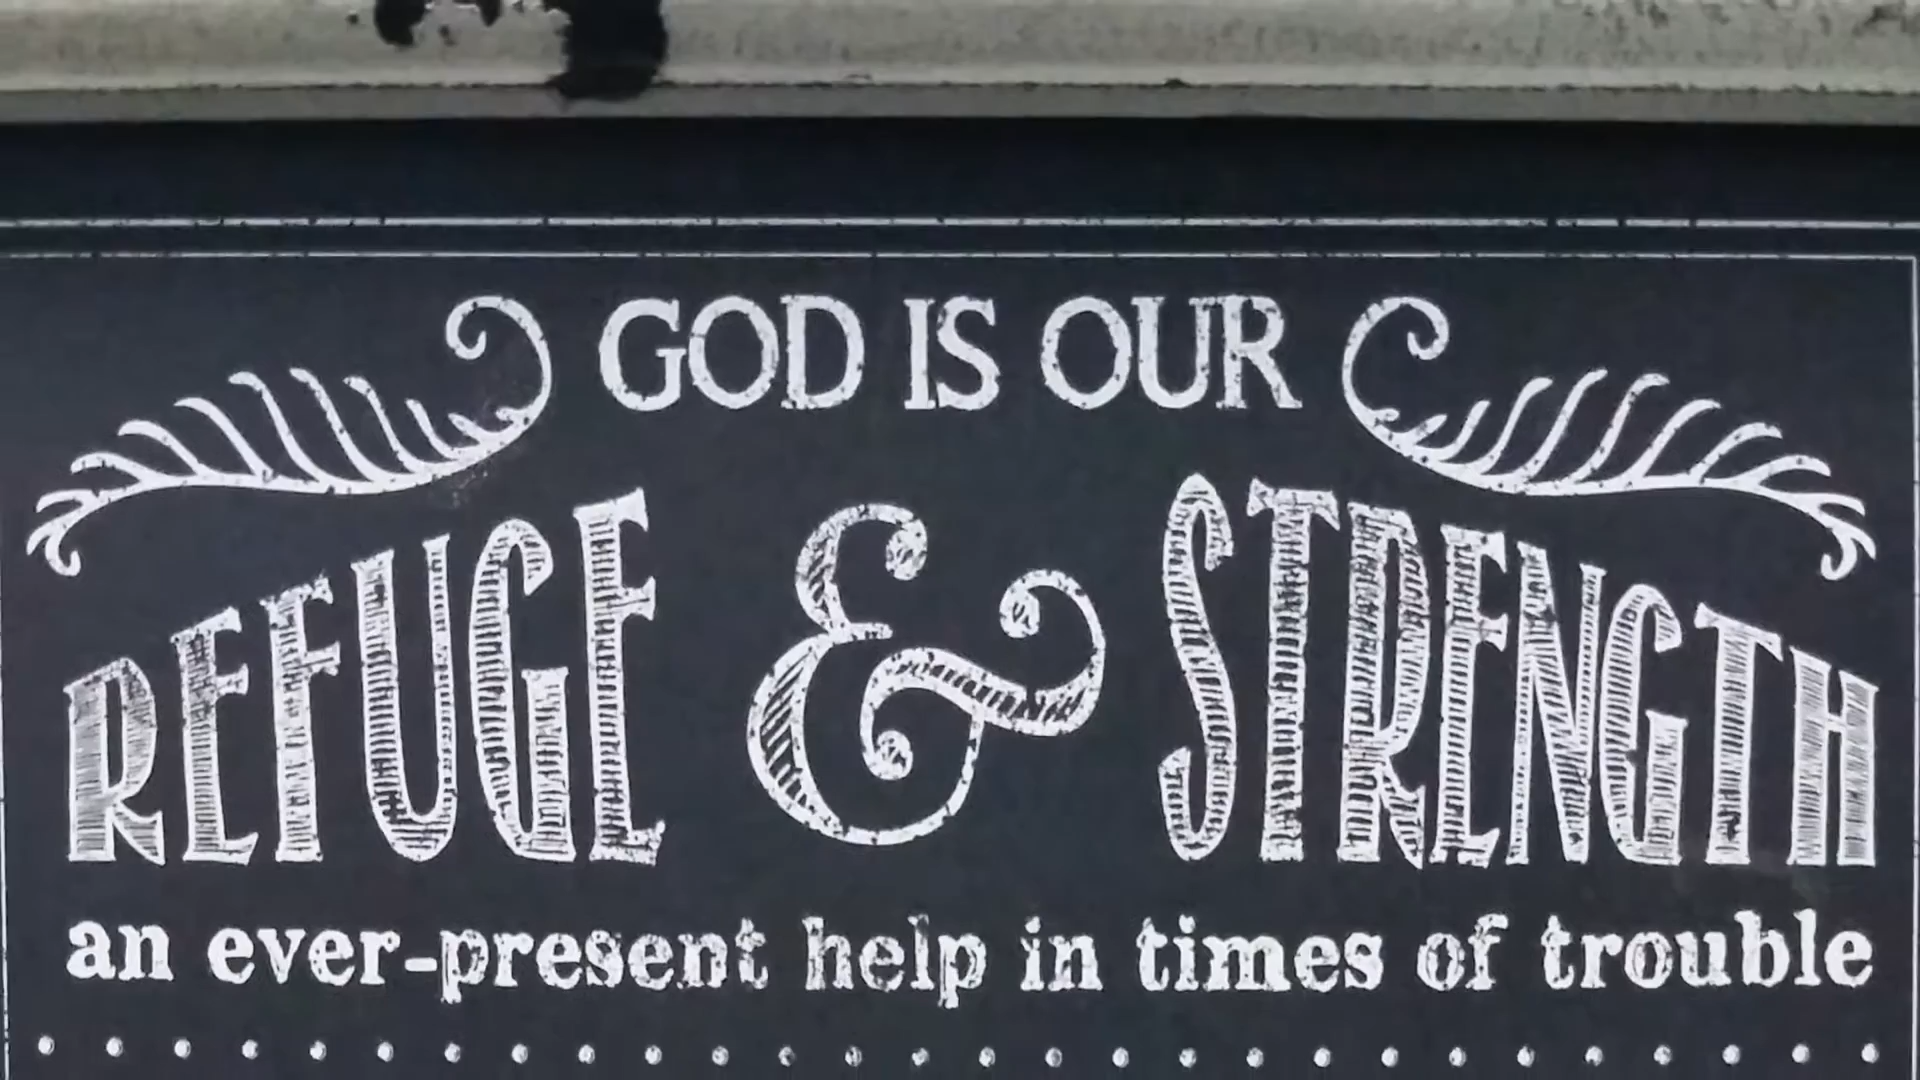 GOD IS OUR
REFUGE & STRENGTH
an ever-present help in times of trouble